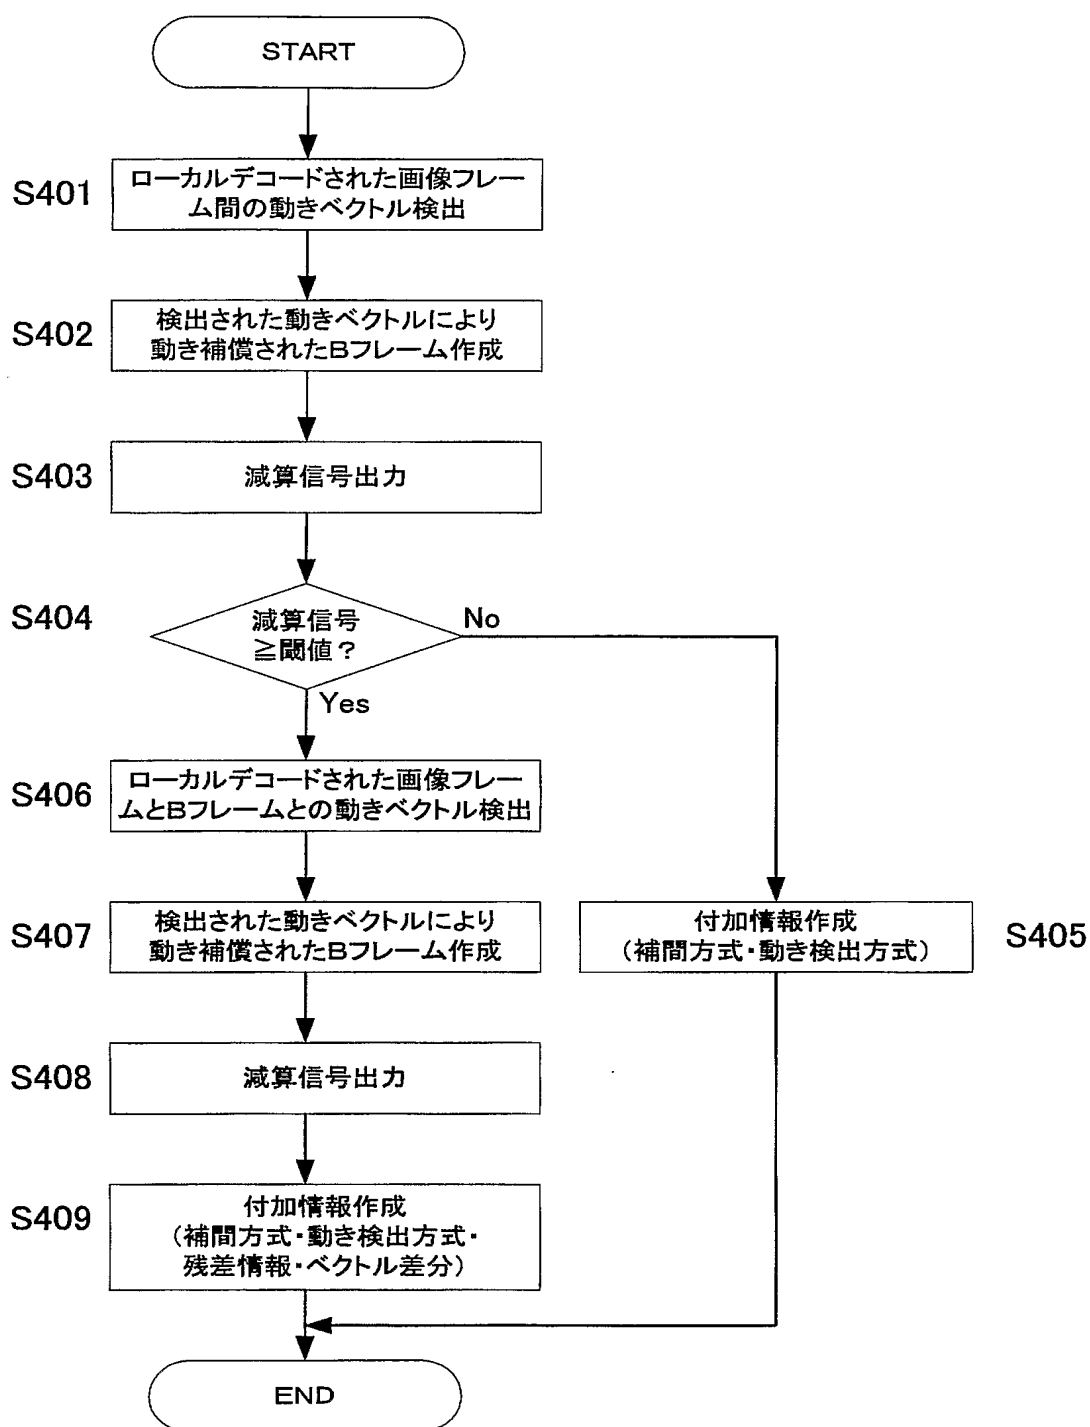 START
S401
ローカルデコードされた画像フレー
ム間の動きベクトル検出
S402
検出された動きベクトルにより
動き補償されたBフレーム作成
S403
減算信号出力
S404
減算信号
≧閾値？
No
Yes
S406
ローカルデコードされた画像フレー
ムとBフレームとの動きベクトル検出
S407
検出された動きベクトルにより
動き補償されたBフレーム作成
付加情報作成
（補間方式・動き検出方式）
S405
S408
減算信号出力
S409
付加情報作成
（補間方式・動き検出方式・
残差情報・ベクトル差分）
END